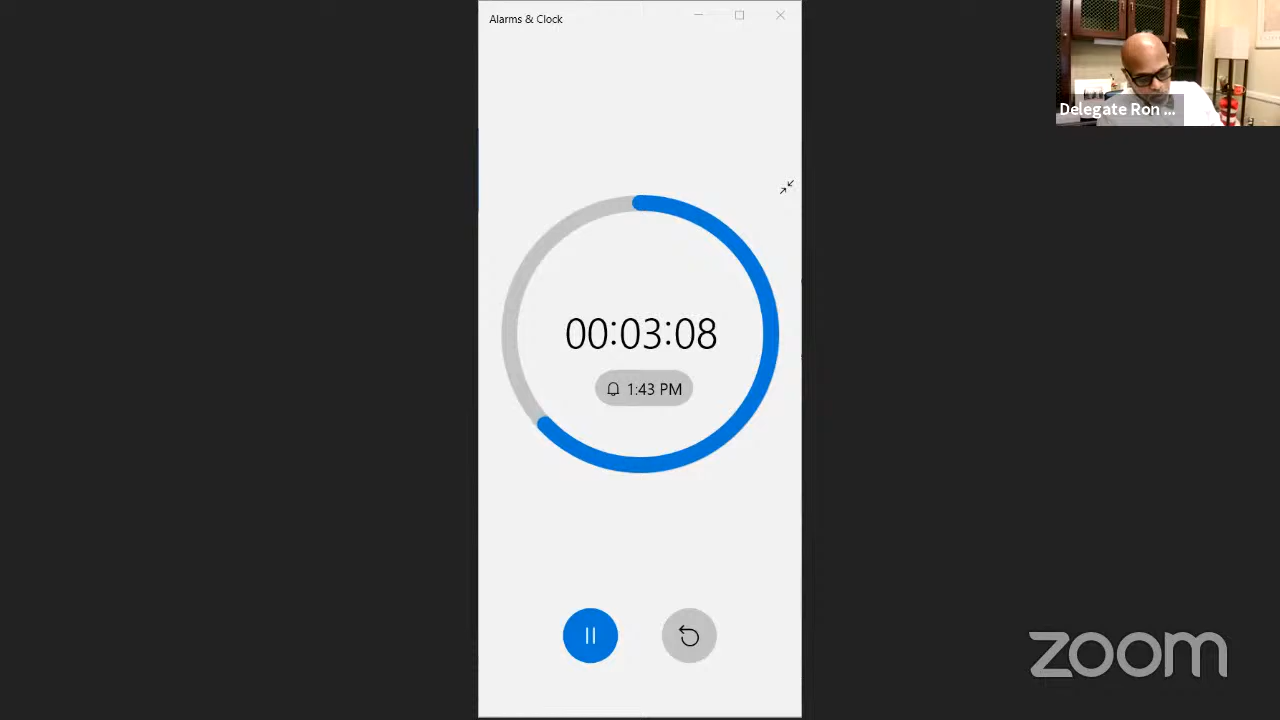 Alarms & Clock
Delegate Ron ...
00:03:08
1:43 PM
zoom